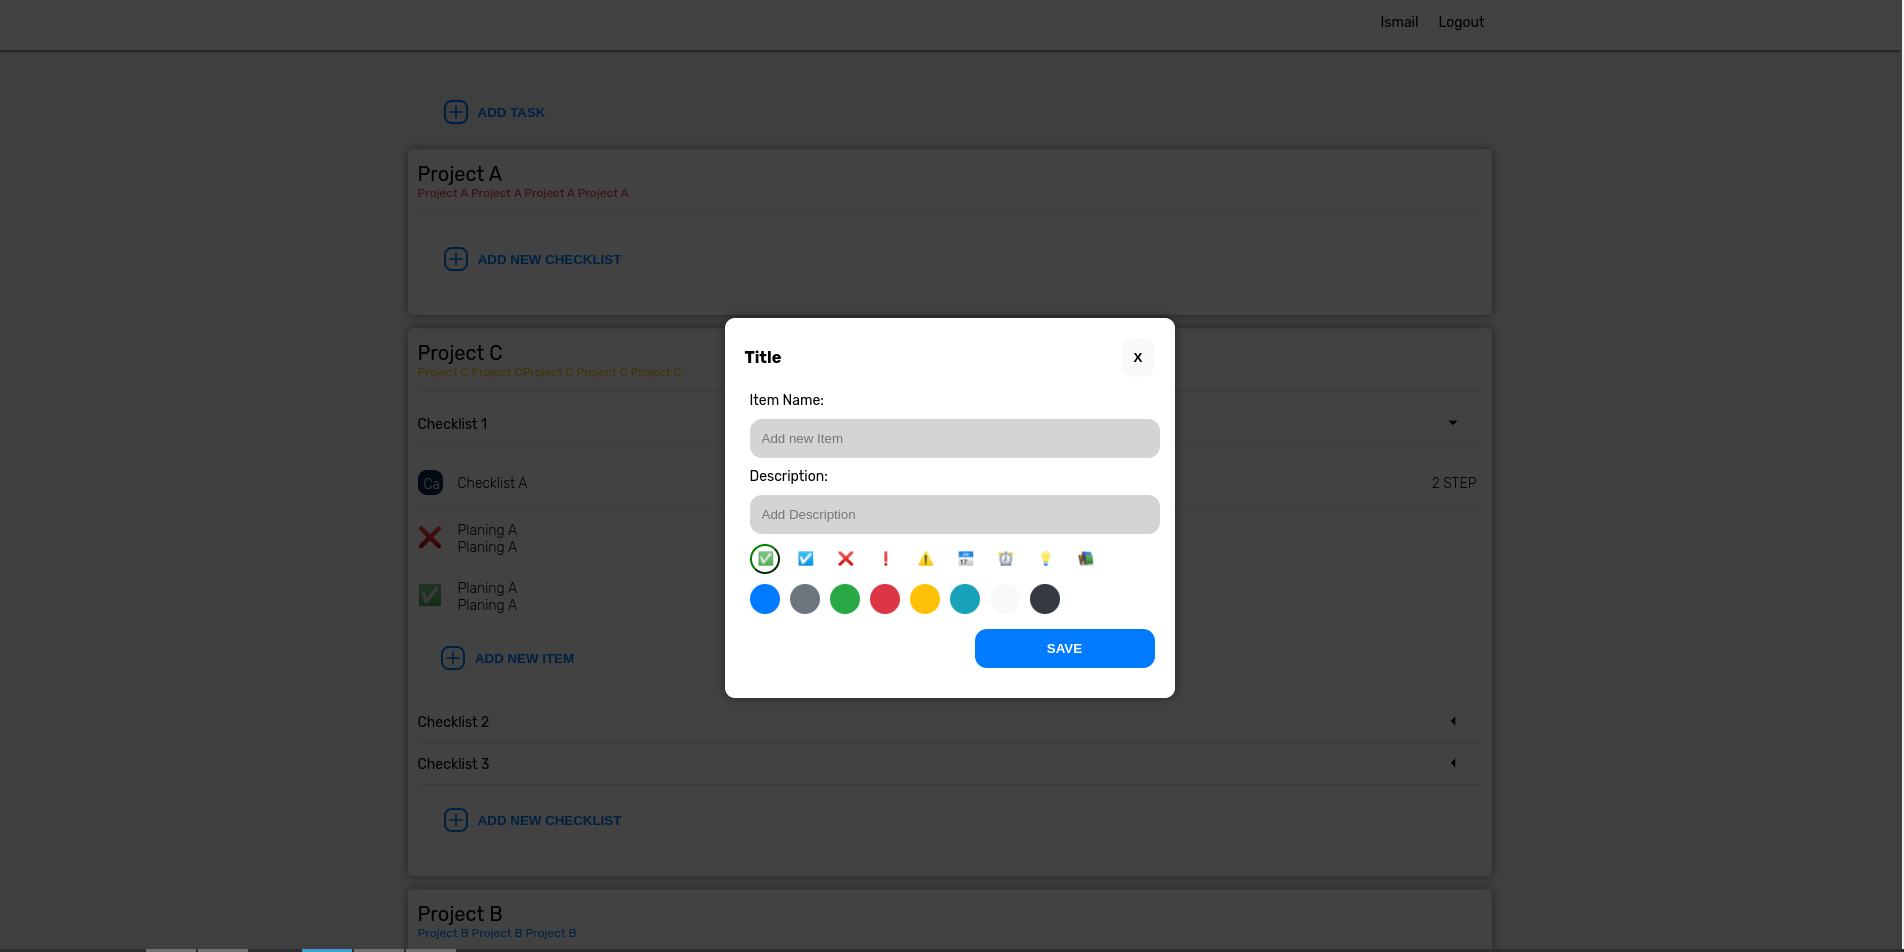 Ismail Logout
ADD TASK
Project A
Project A Project A Project A Project A
ADD NEW CHECKLIST
Project C
Project C Project CProject C Project C Project C
Checklist 1
Ca Checklist A 2 STEP
Planing A
Planing A
Planing A
Planing A
ADD NEW ITEM
Checklist 2
Checklist 3
ADD NEW CHECKLIST
Project B
Project B Project B Project B
Title X
Item Name:
Add new Item
Description:
Add Description
SAVE